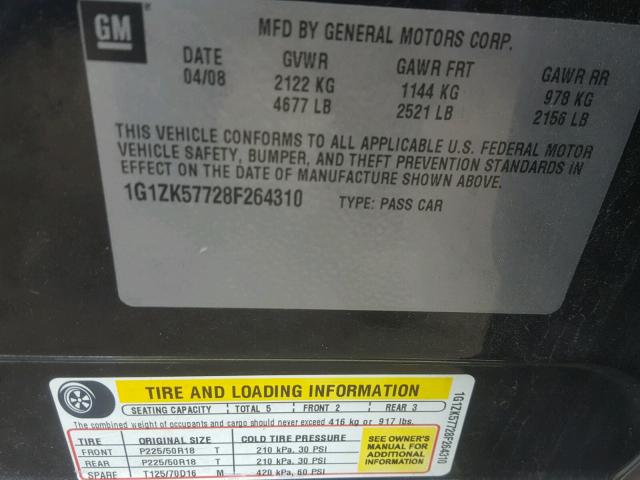 GM
MFD BY GENERAL MOTORS CORP.
DATE GVWR GAWR FRT GAWR RR
04/08 2122 KG 1144 KG 978 KG
4677 LB 2521 LB 2156 LB
THIS VEHICLE CONFORMS TO ALL APPLICABLE U.S. FEDERAL MOTOR
VEHICLE SAFETY, BUMPER, AND THEFT PREVENTION STANDARDS IN
EFFECT ON THE DATE OF MANUFACTURE SHOWN ABOVE.
1G1ZK57728F264310 TYPE: PASS CAR
TIRE AND LOADING INFORMATION
SEATING CAPACITY TOTAL 5 FRONT 2 REAR 3
The combined weight of occupants and cargo should never exceed 416 kg or 917 lbs.
TIRE ORIGINAL SIZE COLD TIRE PRESSURE
FRONT P225/50R18 T 210 kPa, 30 PSI
REAR P225/50R18 T 210 kPa, 30 PSI
SPARE T125/70D16 M 420 kPa, 60 PSI
SEE OWNER'S
MANUAL FOR
ADDITIONAL
INFORMATION
1G1ZK57728F264310